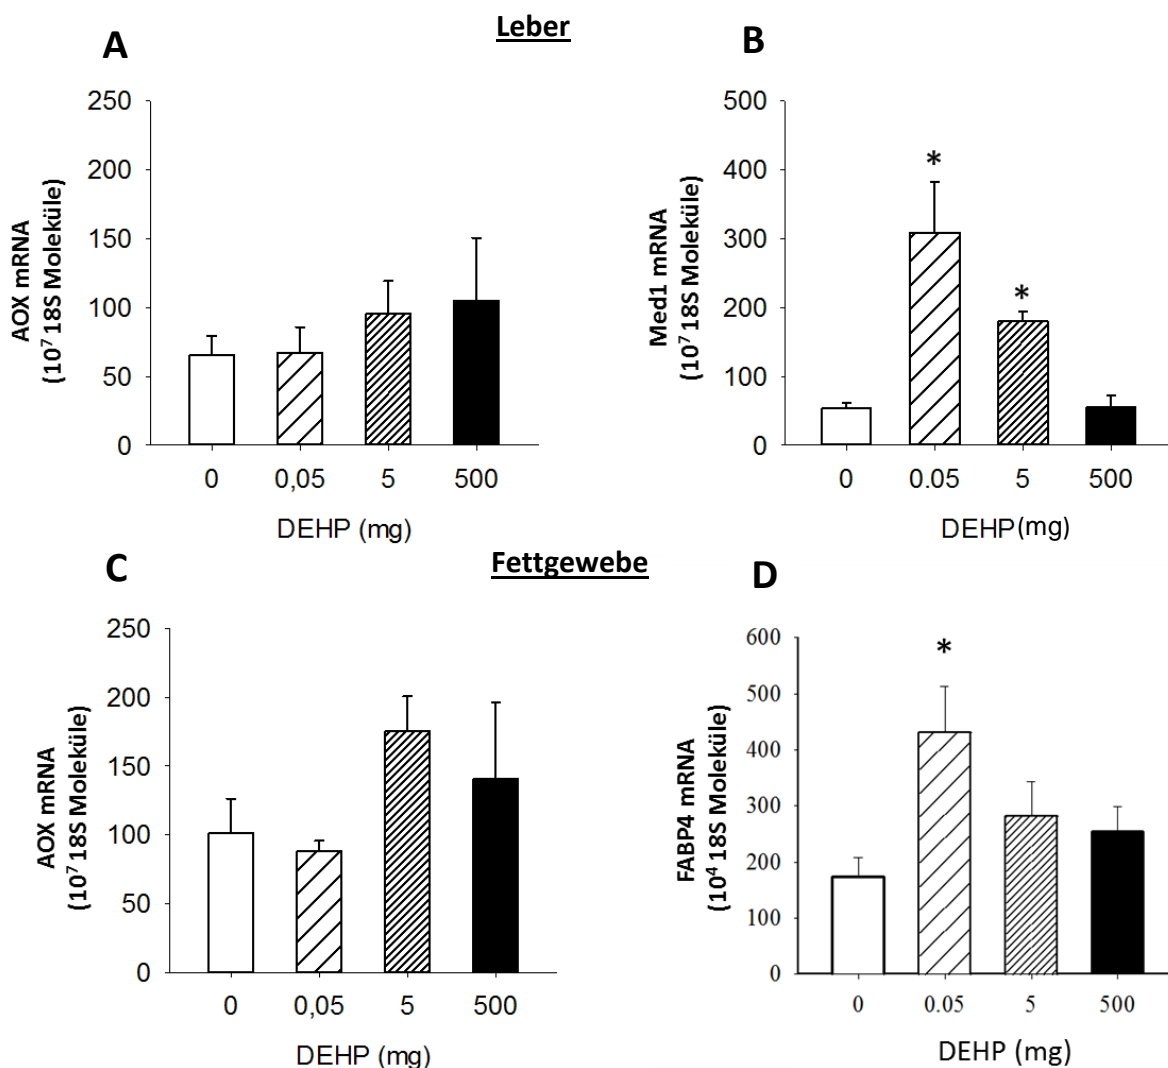 Leber
A
250
200
150
100
50
0
AOX mRNA
(10⁷ 18S Moleküle)
0 0,05 5 500
DEHP (mg)
B
500
400
300
200
100
0
Med1 mRNA
(10⁷ 18S Moleküle)
*
*
0 0.05 5 500
DEHP(mg)
Fettgewebe
C
250
200
150
100
50
0
AOX mRNA
(10⁷ 18S Moleküle)
0 0,05 5 500
DEHP (mg)
D
600
500
400
300
200
100
0
FABP4 mRNA
(10⁴ 18S Moleküle)
*
0 0.05 5 500
DEHP (mg)